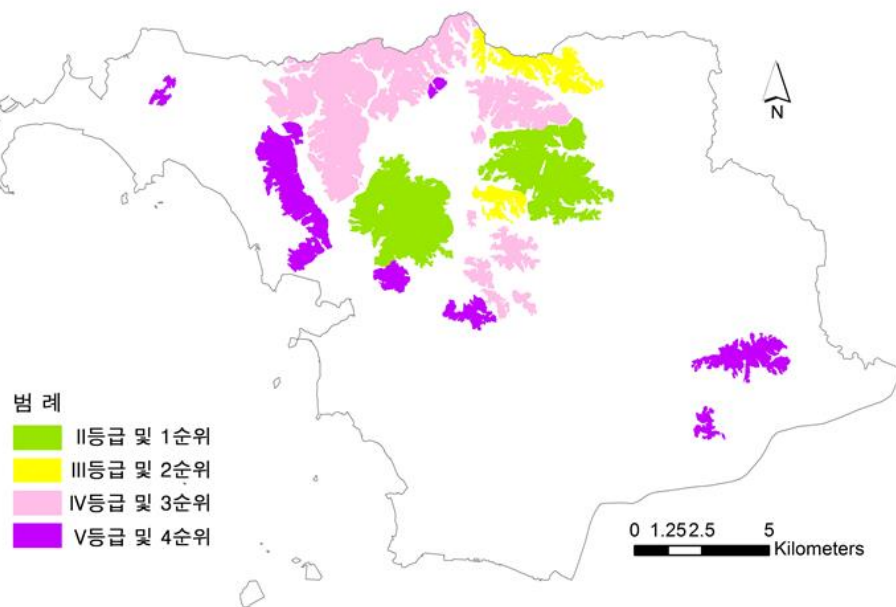 N
범 례
II등급 및 1순위
III등급 및 2순위
IV등급 및 3순위
V등급 및 4순위
0 1.25 2.5 5
Kilometers